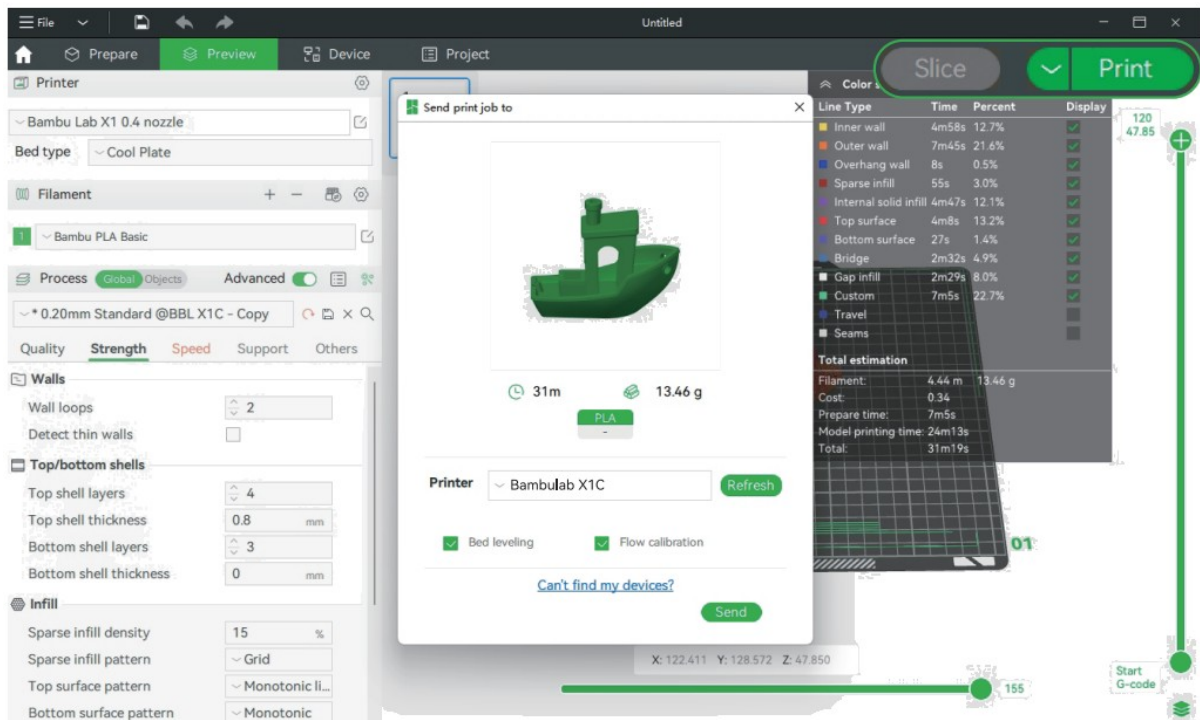 File
Untitled
Prepare
Preview
Device
Project
Slice
Print
Printer
Bambu Lab X1 0.4 nozzle
Bed type
Cool Plate
Filament
1
Bambu PLA Basic
Process
Global
Objects
Advanced
* 0.20mm Standard @BBL X1C - Copy
Quality
Strength
Speed
Support
Others
Walls
Wall loops
2
Detect thin walls
Top/bottom shells
Top shell layers
4
Top shell thickness
0.8 mm
Bottom shell layers
3
Bottom shell thickness
0 mm
Infill
Sparse infill density
15 %
Sparse infill pattern
Grid
Top surface pattern
Monotonic li...
Bottom surface pattern
Monotonic
Send print job to
31m
13.46 g
PLA
-
Printer
Bambulab X1C
Refresh
Bed leveling
Flow calibration
Can't find my devices?
Send
Color
Line Type Time Percent Display
Inner wall 4m58s 12.7%
Outer wall 7m45s 21.6%
Overhang wall 8s 0.5%
Sparse infill 55s 3.0%
Internal solid infill 4m47s 12.1%
Top surface 4m8s 13.2%
Bottom surface 27s 1.4%
Bridge 2m32s 4.9%
Gap infill 2m29s 8.0%
Custom 7m5s 22.7%
Travel
Seams
Total estimation
Filament: 4.44 m 13.46 g
Cost: 0.34
Prepare time: 7m5s
Model printing time: 24m13s
Total: 31m19s
120
47.85
01
X: 122.411 Y: 128.572 Z: 47.850
155
Start
G-code